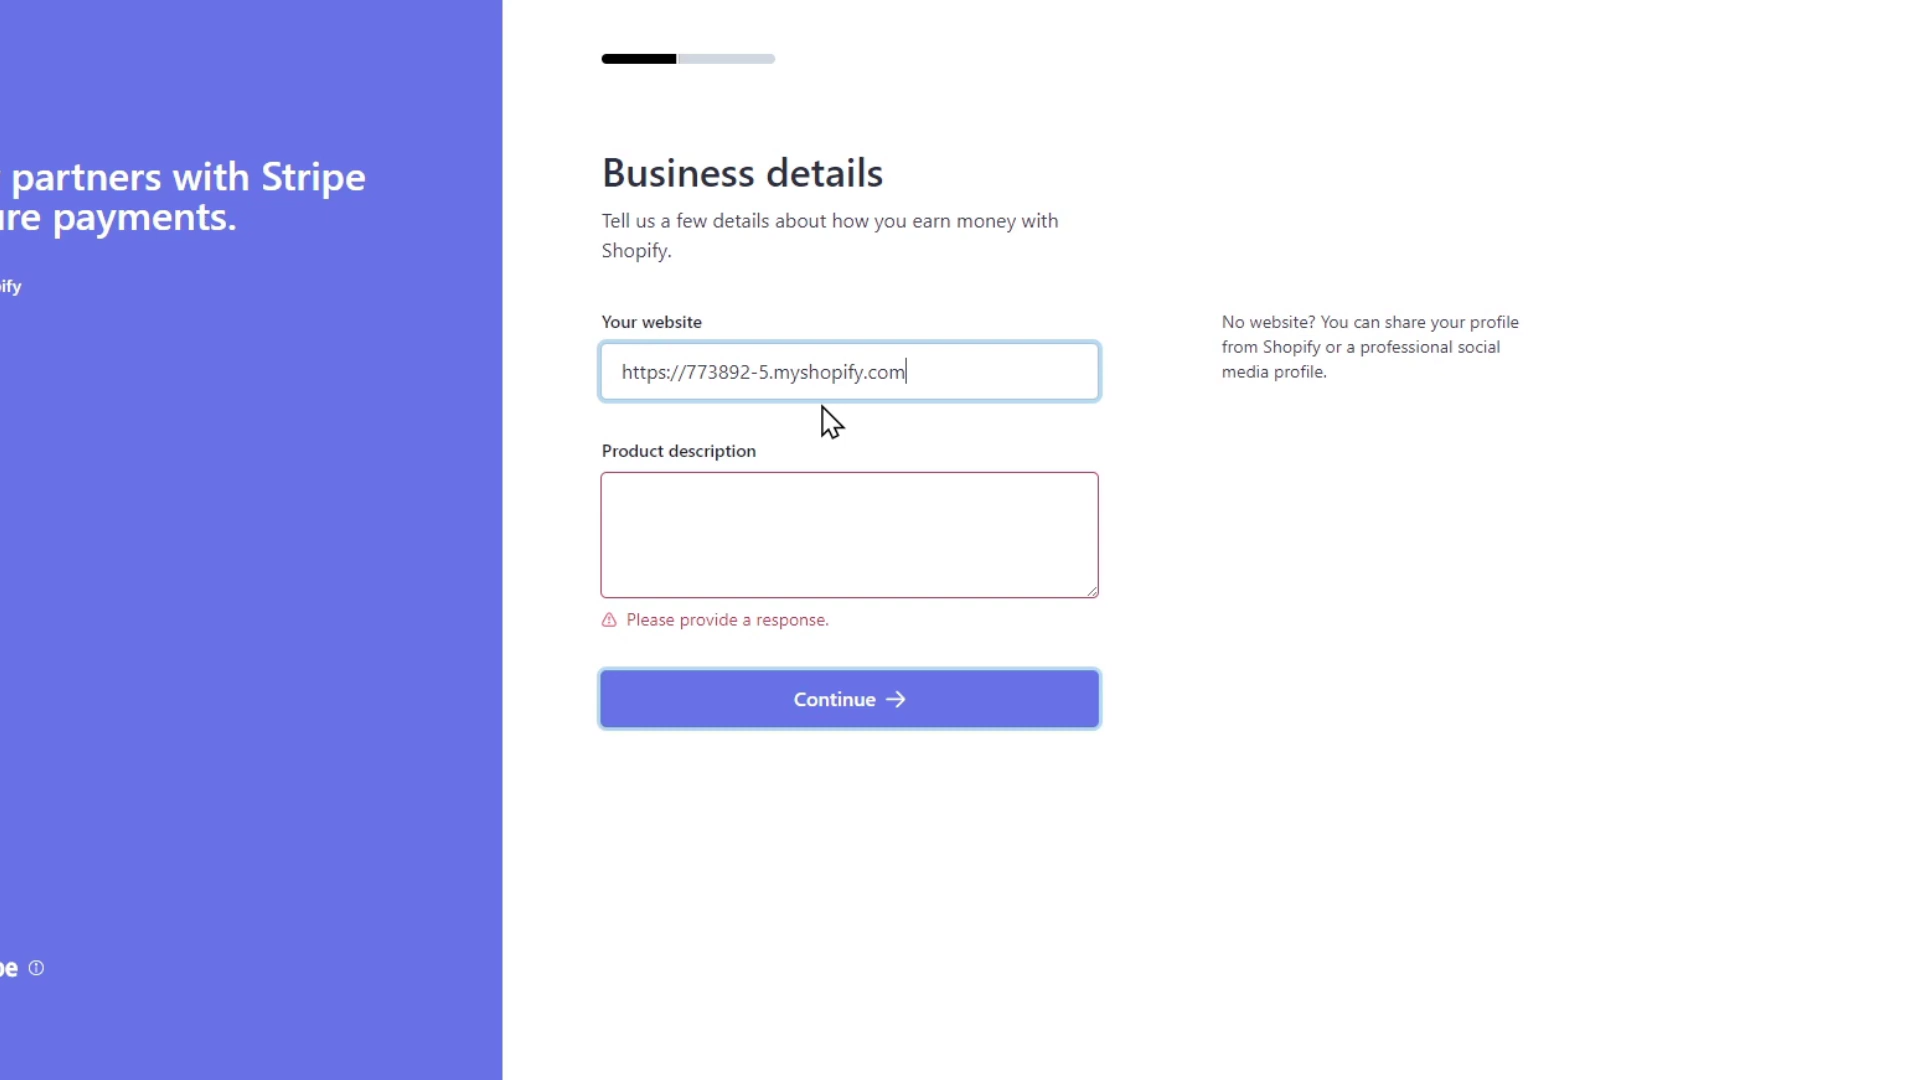 partners with Stripe
payments.
Business details
Tell us a few details about how you earn money with
Shopify.
Your website
https://773892-5.myshopify.com
No website? You can share your profile
from Shopify or a professional social
media profile.
Product description
Please provide a response.
Continue →